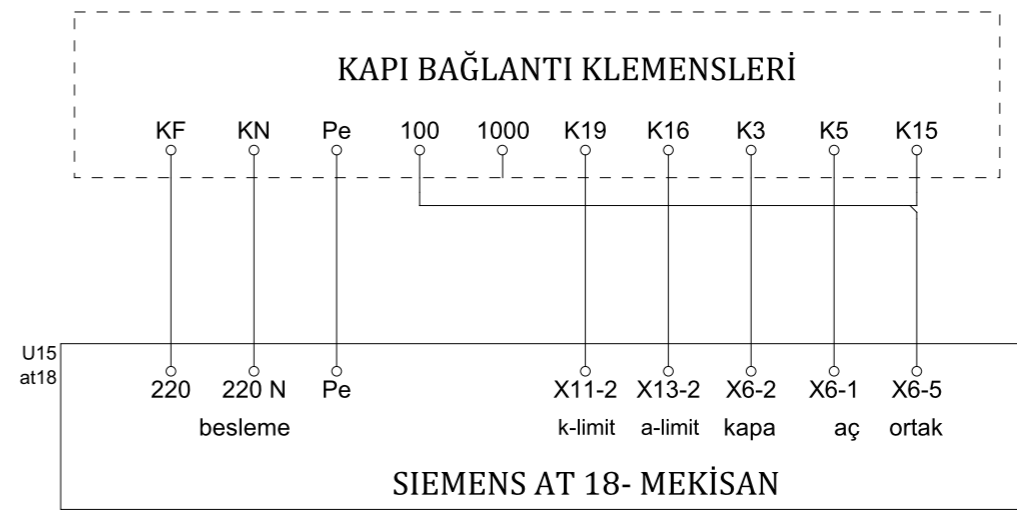 KAPI BAĞLANTI KLEMENSLERİ
KF KN Pe 100 1000 K19 K16 K3 K5 K15
U15
at18
220 220 N Pe X11-2 X13-2 X6-2 X6-1 X6-5
besleme k-limit a-limit kapa aç ortak
SIEMENS AT 18- MEKİSAN